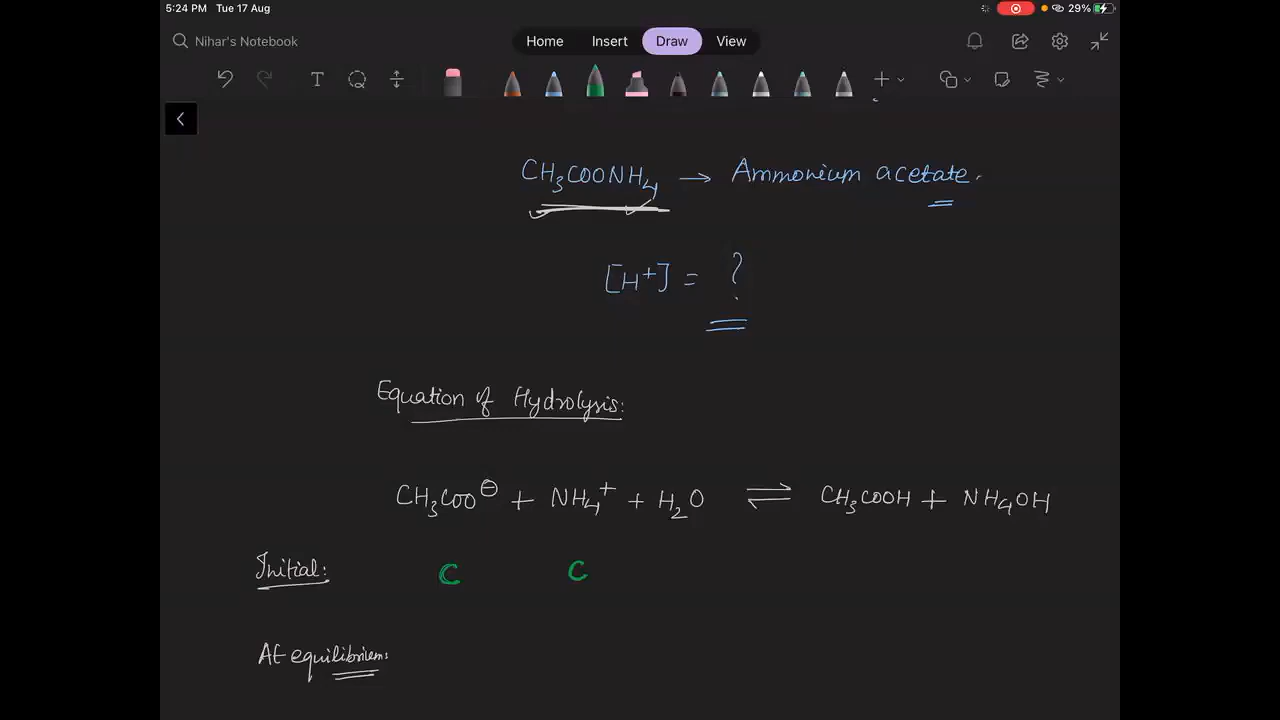 5:24 PM Tue 17 Aug
29%
Nihar's Notebook
Home Insert Draw View
T
CH₃COONH₄ → Ammonium acetate.
[H⁺] = ?
Equation of Hydrolysis:
CH₃COO⊖ + NH₄⁺ + H₂O ⇌ CH₃COOH + NH₄OH
Initial: C C
At equilibrium: